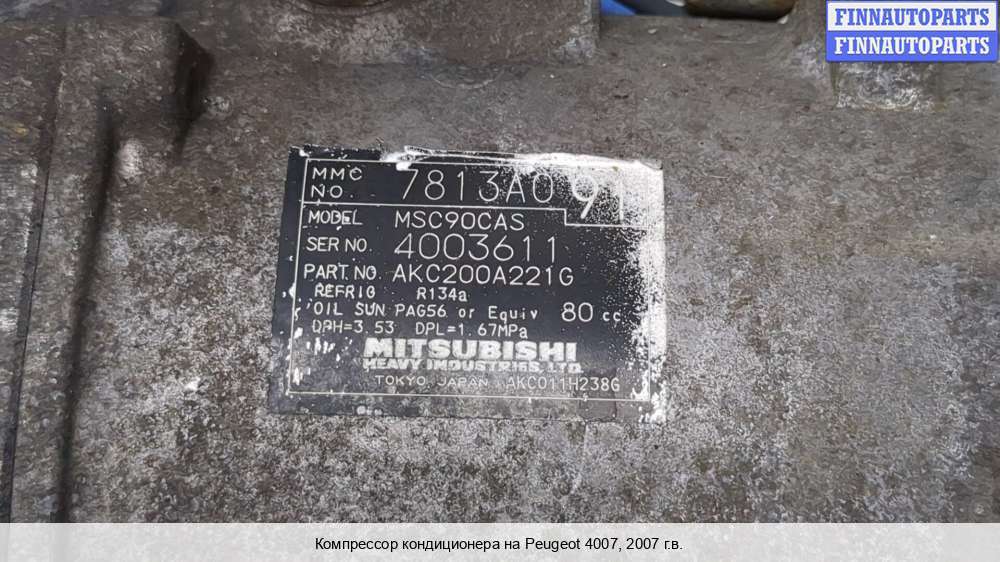 FINNAUTOPARTS
FINNAUTOPARTS
MMC NO. 7813A0 91
MODEL MSC90CAS
SER NO. 4003611
PART. NO. AKC200A221G
REFRIG R134a
OIL SUN PAG56 or Equiv 80 cc
DPH=3.53 DPL=1.67MPa
MITSUBISHI
HEAVY INDUSTRIES, LTD.
TOKYO JAPAN AKC011H238G
Компрессор кондиционера на Peugeot 4007, 2007 г.в.